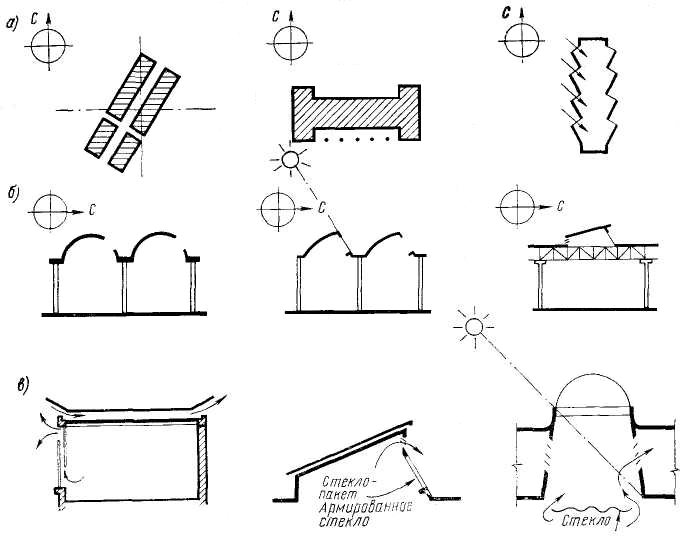 а)
С
С
С
б)
С
С
С
в)
Стекло-
пакет
Армированное
стекло
Стекло